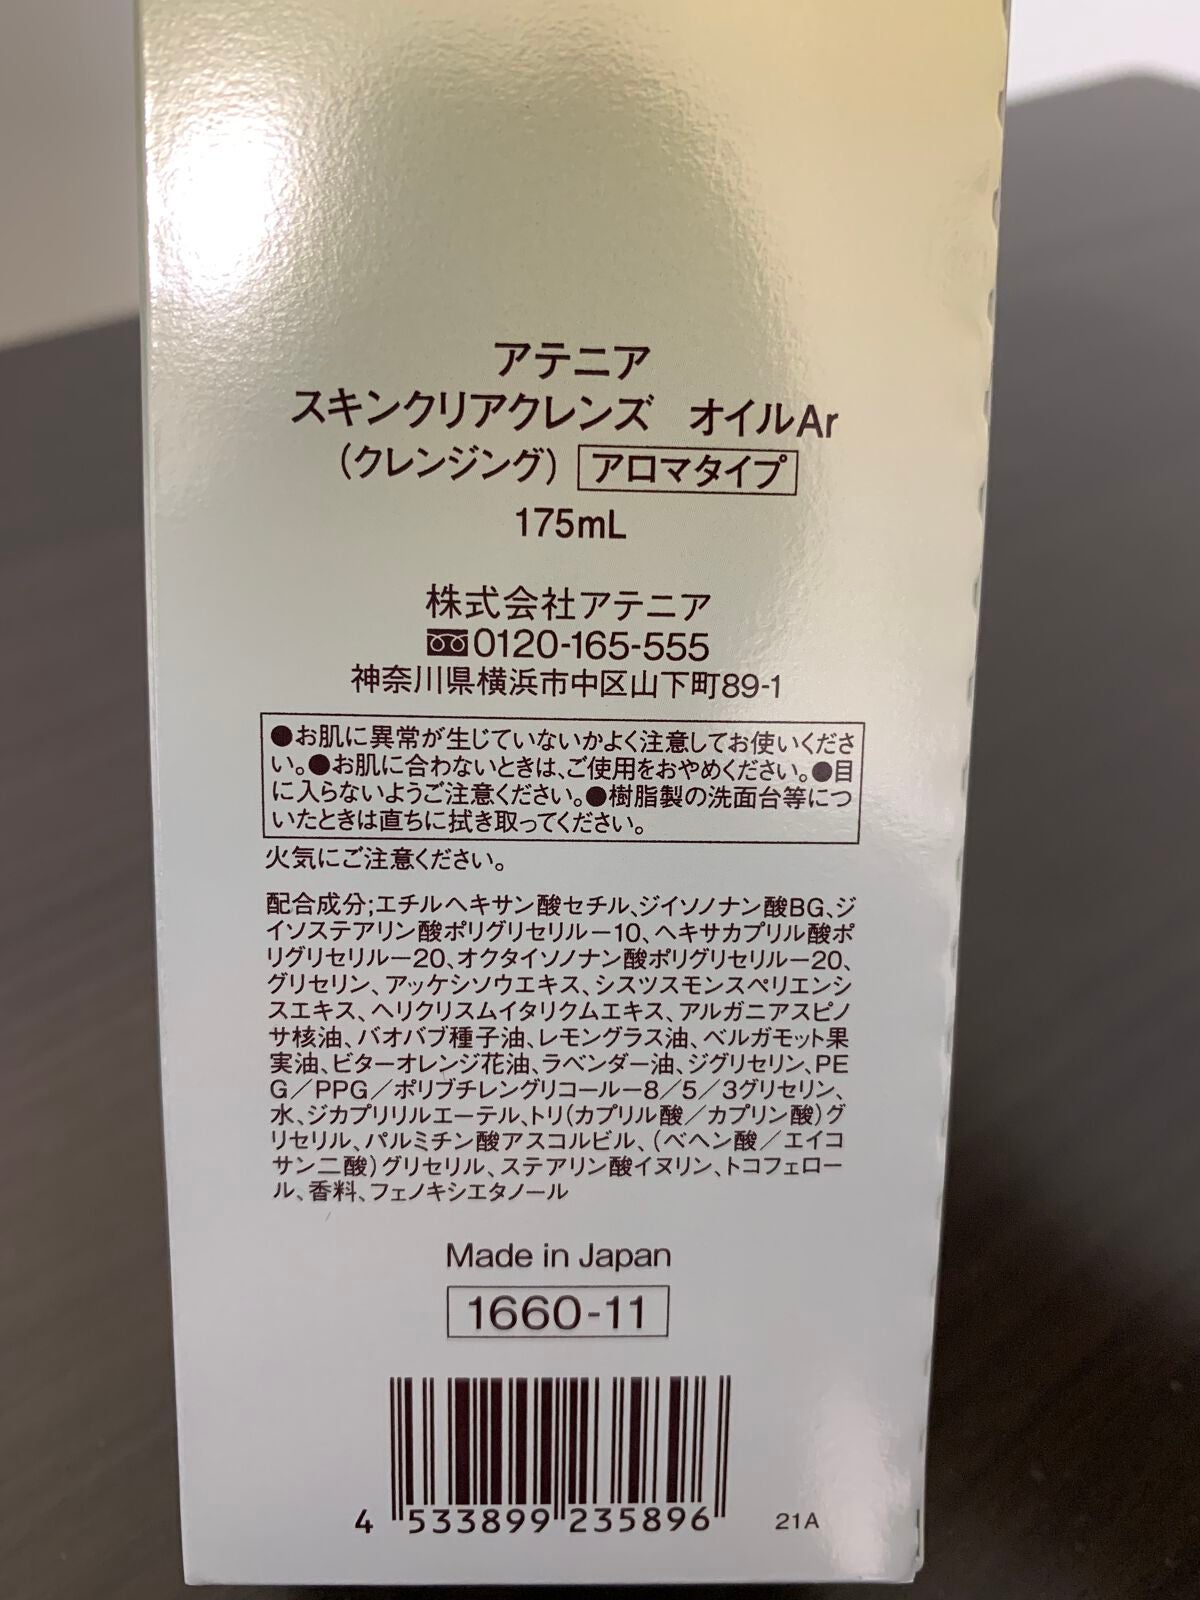 アテニア
スキンクリアクレンズ オイルAr
(クレンジング) アロマタイプ
175mL
株式会社アテニア
0120-165-555
神奈川県横浜市中区山下町89-1
●お肌に異常が生じていないかよく注意してお使いくださ
い。●お肌に合わないときは、ご使用をおやめください。●目
に入らないようご注意ください。●樹脂製の洗面台等につ
いたときは直ちに拭き取ってください。
火気にご注意ください。
配合成分;エチルヘキサン酸セチル、ジイソノナン酸BG、ジ
イソステアリン酸ポリグリセリルー10、ヘキサカプリル酸ポ
リグリセリルー20、オクタイソノナン酸ポリグリセリルー20、
グリセリン、アッケシソウエキス、シスツスモンスペリエンシ
スエキス、ヘリクリスムイタリクムエキス、アルガニアスピノ
サ核油、バオバブ種子油、レモングラス油、ベルガモット果
実油、ビターオレンジ花油、ラベンダー油、ジグリセリン、PE
G/PPG/ポリブチレングリコールー8/5/3グリセリン、
水、ジカプリリルエーテル、トリ(カプリル酸/カプリン酸)グ
リセリル、パルミチン酸アスコルビル、(ベヘン酸/エイコ
サン二酸)グリセリル、ステアリン酸イヌリン、トコフェロー
ル、香料、フェノキシエタノール
Made in Japan
1660-11
4 533899 235896
21A